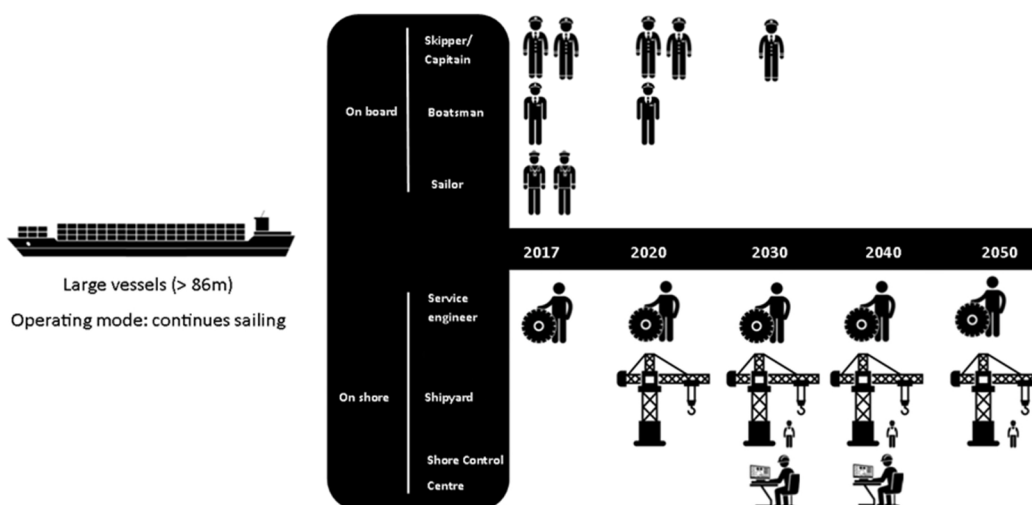 Skipper/
Capitain
On board
Boatsman
Sailor
2017 2020 2030 2040 2050
Large vessels (> 86m)
Operating mode: continues sailing
Service
engineer
On shore
Shipyard
Shore Control
Centre